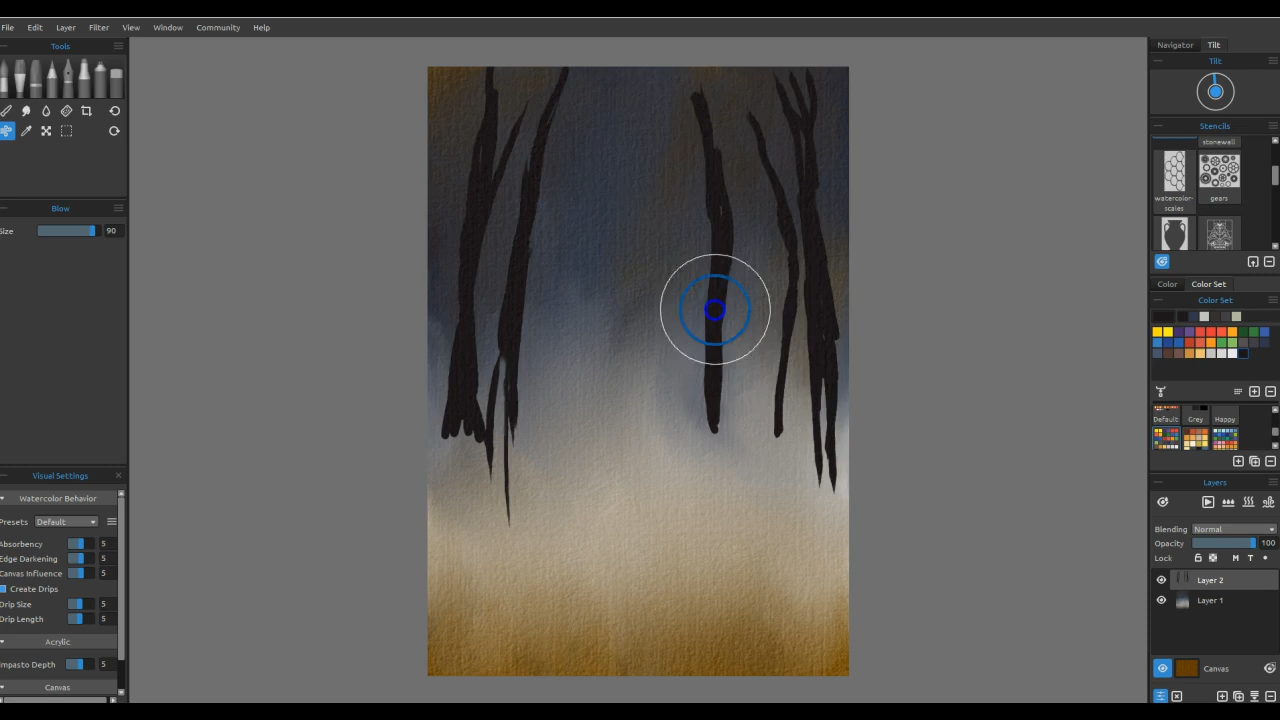 File Edit Layer Filter View Window Community Help
Tools
Blow
Size 90
Visual Settings
Watercolor Behavior
Presets Default
Absorbency 5
Edge Darkening 5
Canvas Influence 5
Create Drips
Drip Size 5
Drip Length 5
Acrylic
Impasto Depth 5
Canvas
Navigator Tilt
Tilt
Stencils
stonewall
watercolor-
scales
gears
Color Color Set
Color Set
Default Grey Happy
Layers
Blending Normal
Opacity 100
Lock M T
Layer 2
Layer 1
Canvas